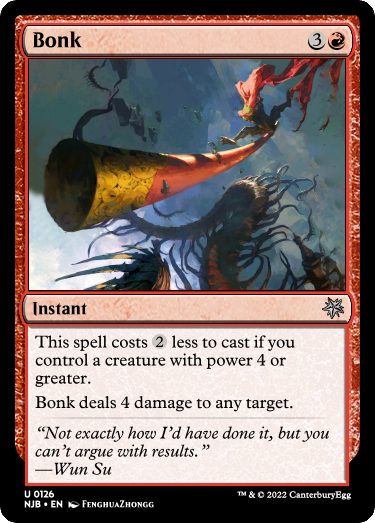 Bonk 3
Instant
This spell costs 2 less to cast if you
control a creature with power 4 or
greater.
Bonk deals 4 damage to any target.
“Not exactly how I’d have done it, but you
can’t argue with results.”
—Wun Su
U 0126
NJB • EN FenghuaZhongg
™ & © 2022 CanterburyEgg